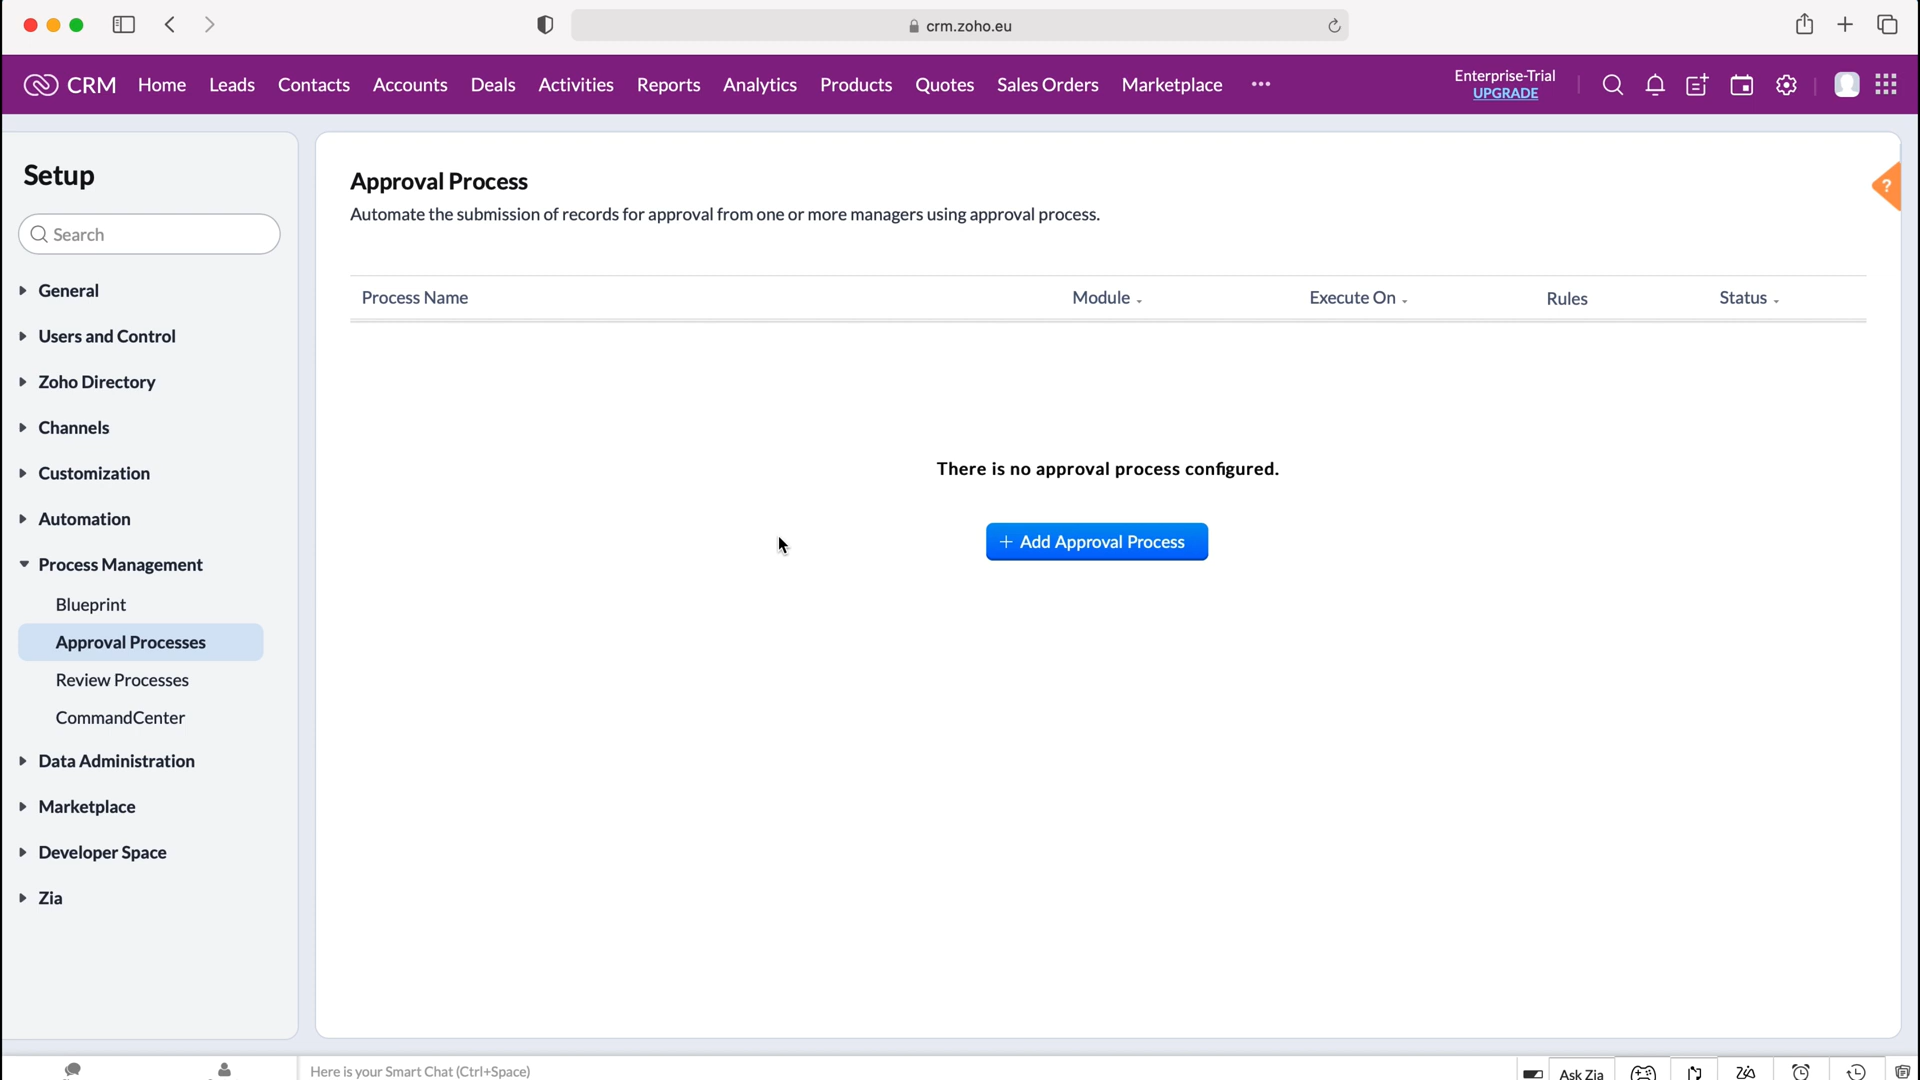 crm.zoho.eu
CRM Home Leads Contacts Accounts Deals Activities Reports Analytics Products Quotes Sales Orders Marketplace ••• Enterprise-Trial
UPGRADE
Setup
Search
General
Users and Control
Zoho Directory
Channels
Customization
Automation
Process Management
Blueprint
Approval Processes
Review Processes
CommandCenter
Data Administration
Marketplace
Developer Space
Zia
Approval Process
?
Automate the submission of records for approval from one or more managers using approval process.
Process Name Module Execute On Rules Status
There is no approval process configured.
+ Add Approval Process
Here is your Smart Chat (Ctrl+Space)
Ask Zia